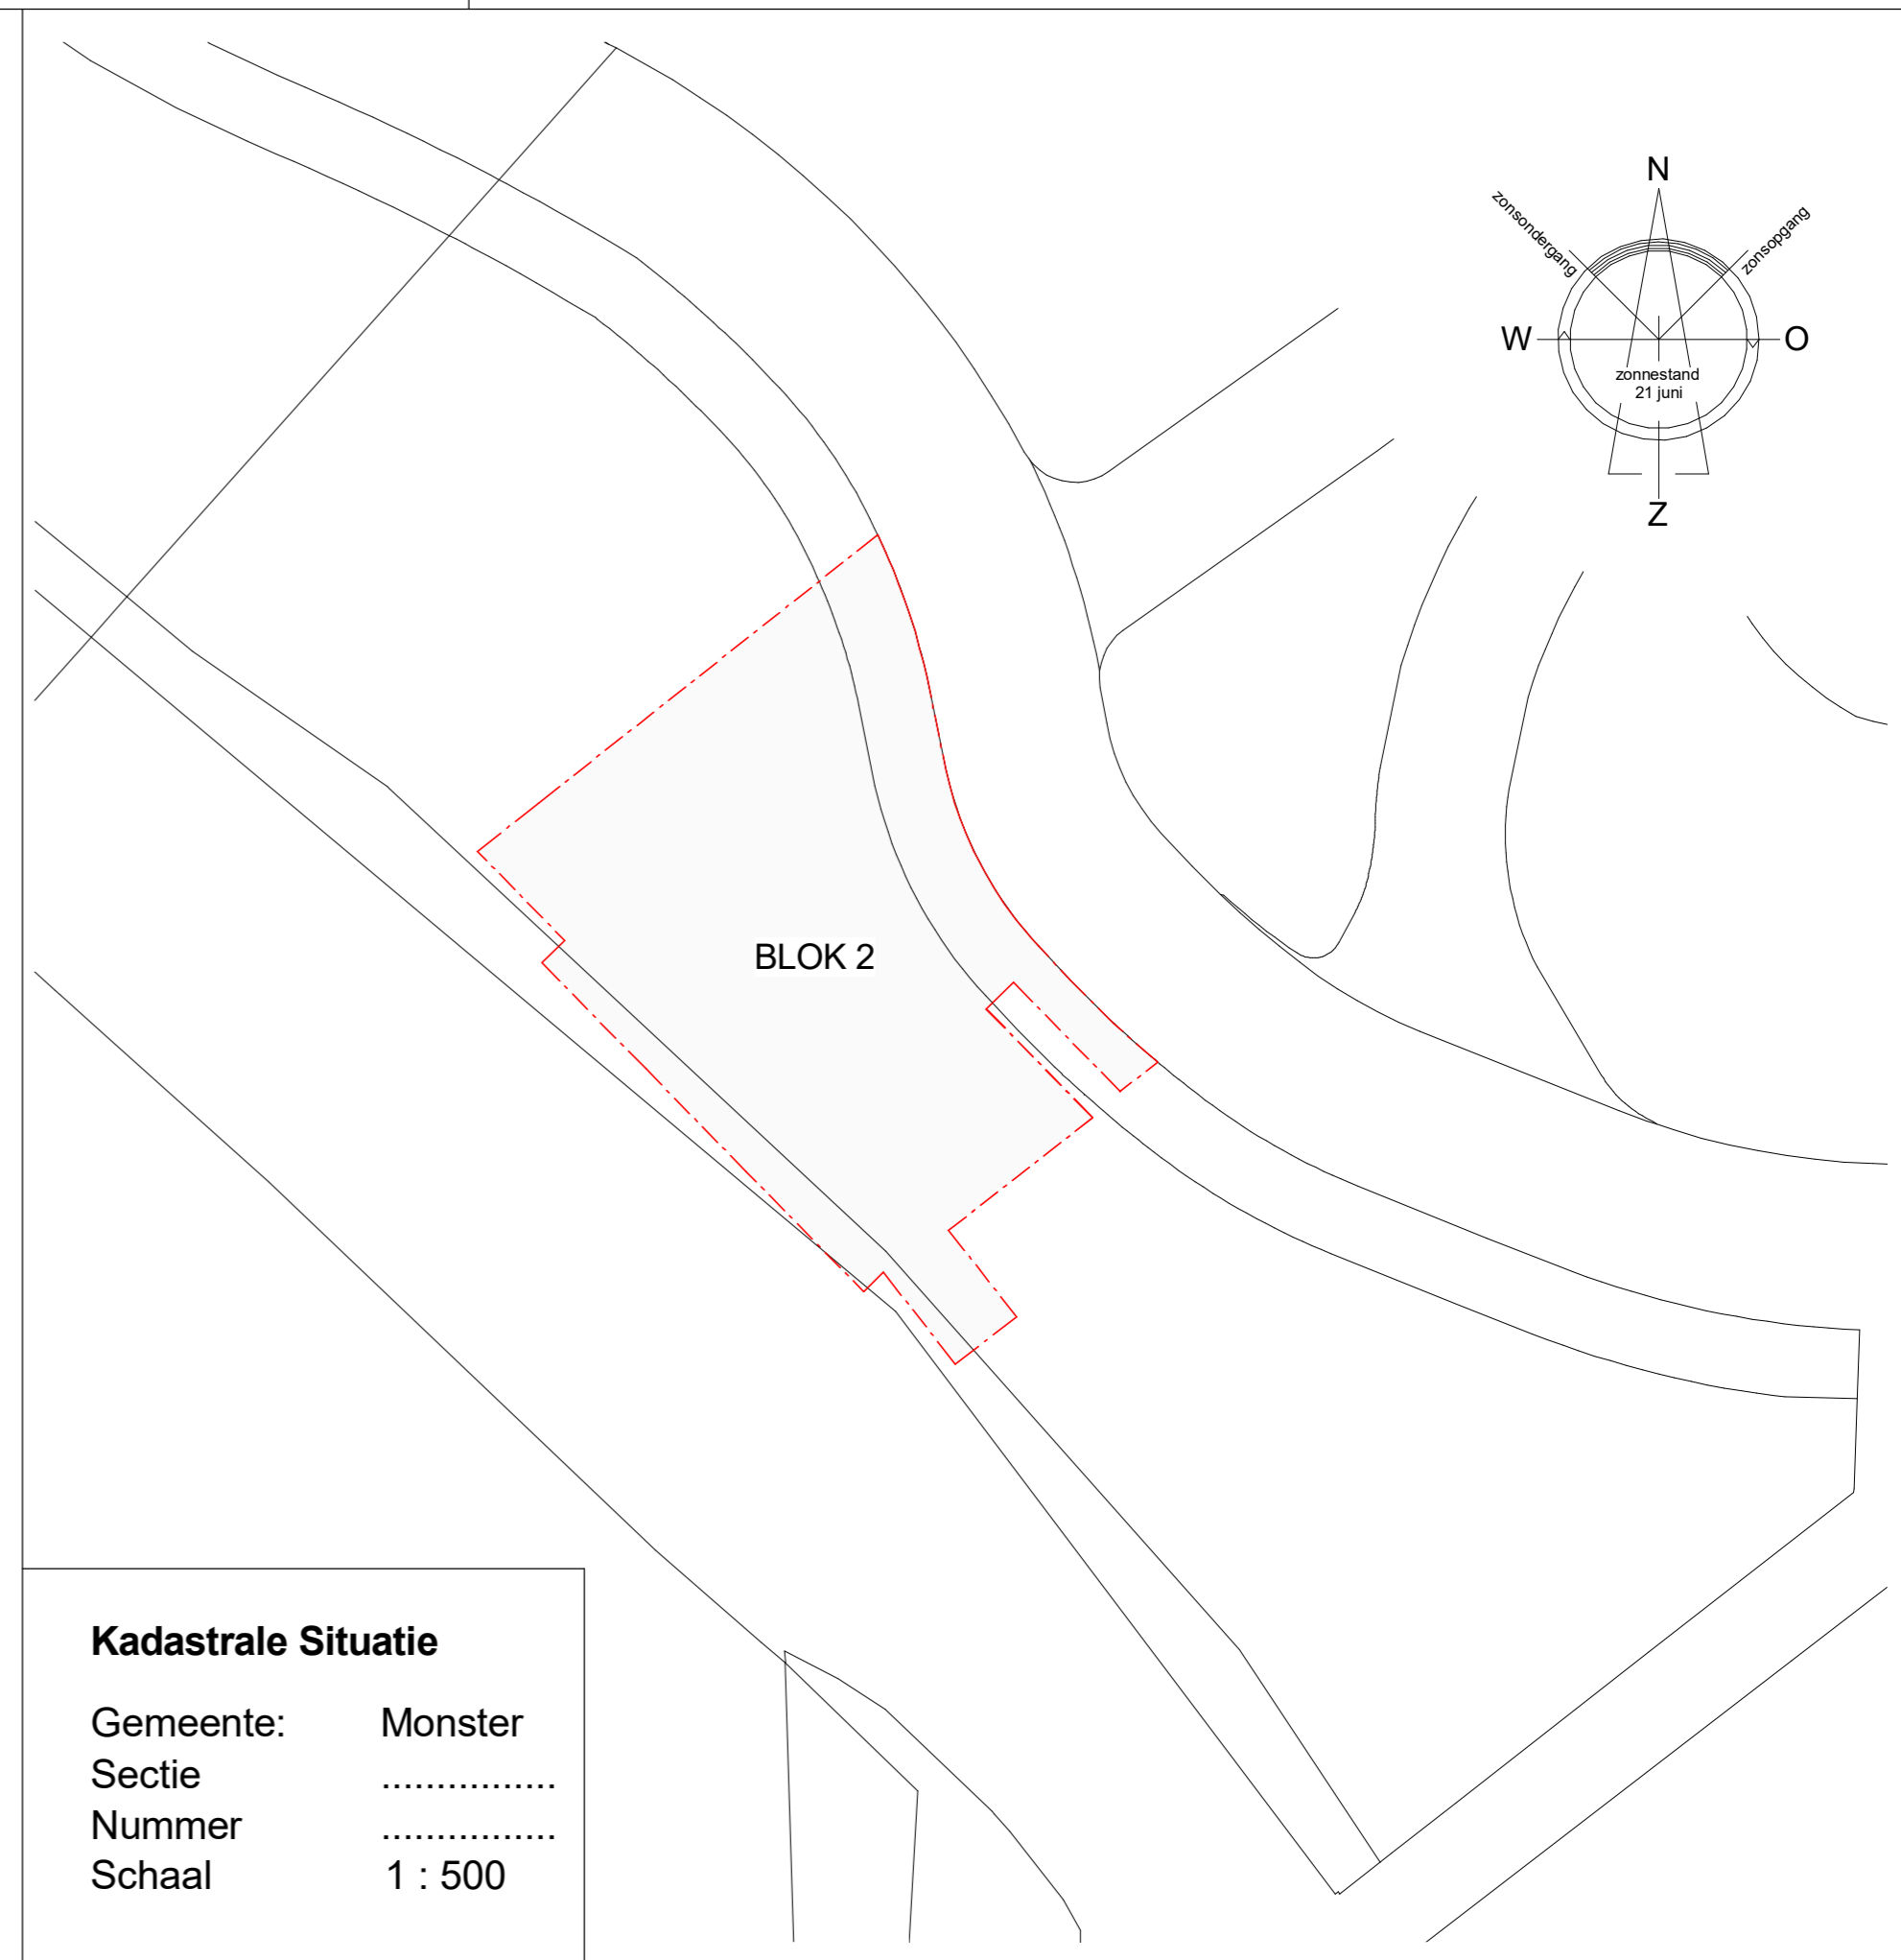 N
zonsondergang
zonsopgang
W
O
zonnestand
21 juni
Z
BLOK 2
Kadastrale Situatie
Gemeente: Monster
Sectie ................
Nummer ................
Schaal 1 : 500